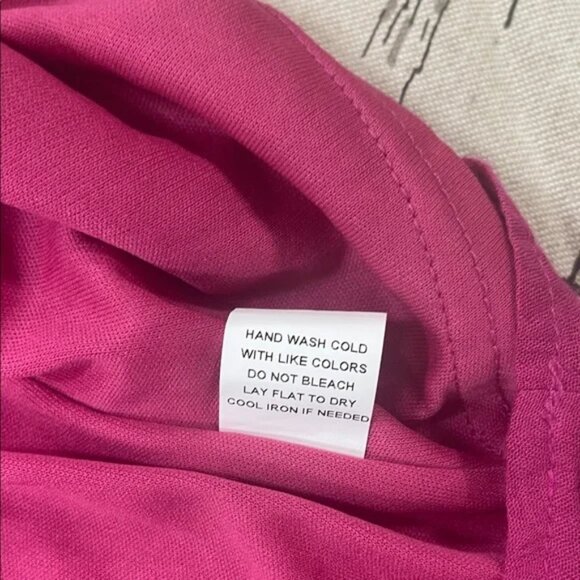 HAND WASH COLD
WITH LIKE COLORS
DO NOT BLEACH
LAY FLAT TO DRY
COOL IRON IF NEEDED